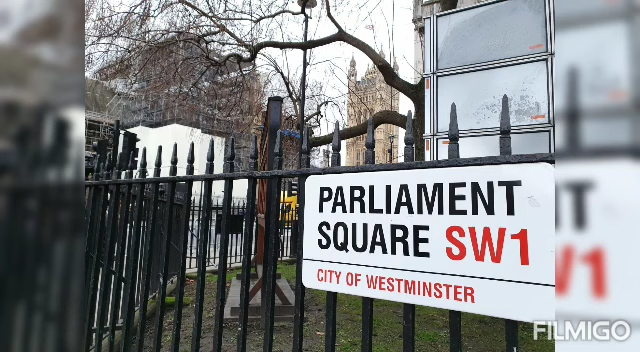 PARLIAMENT
SQUARE SW1
CITY OF WESTMINSTER
FILMIGO